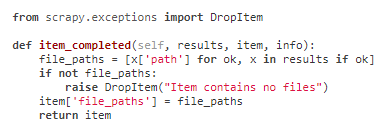 from scrapy.exceptions import DropItem

def item_completed(self, results, item, info):
    file_paths = [x['path'] for ok, x in results if ok]
    if not file_paths:
        raise DropItem("Item contains no files")
    item['file_paths'] = file_paths
    return item